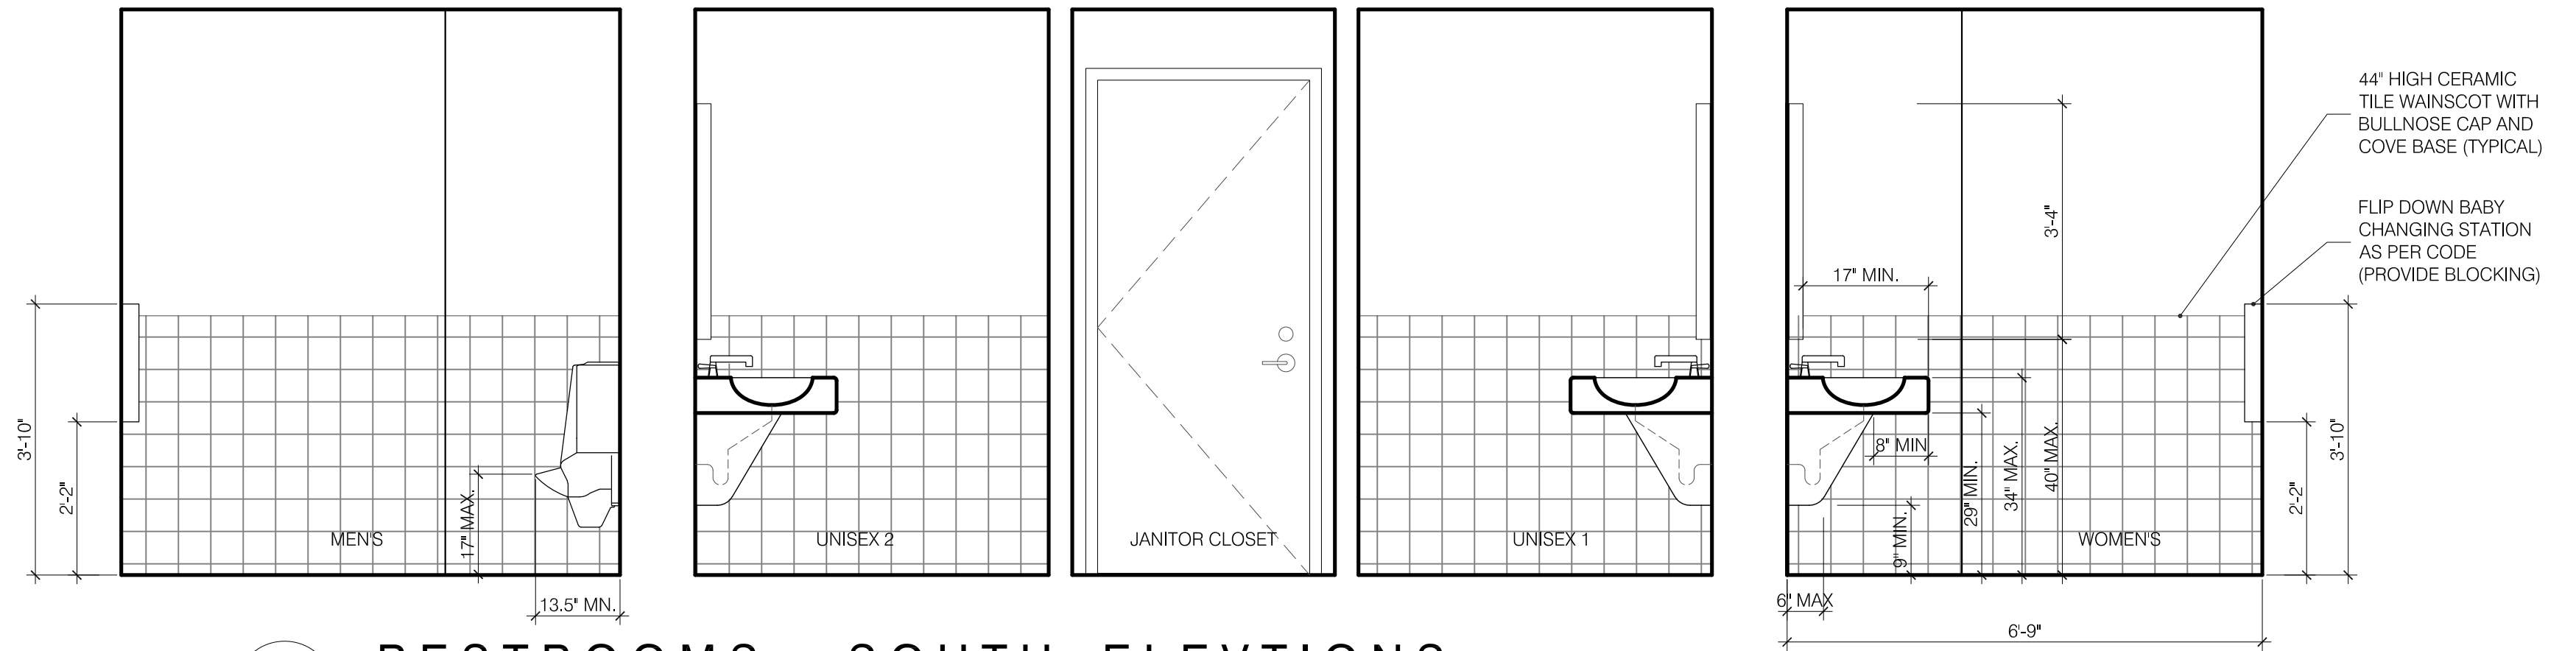 44" HIGH CERAMIC
TILE WAINSCOT WITH
BULLNOSE CAP AND
COVE BASE (TYPICAL)
FLIP DOWN BABY
CHANGING STATION
AS PER CODE
(PROVIDE BLOCKING)
3'-10"
2'-2"
MEN'S
17" MAX.
13.5" MN.
UNISEX 2
JANITOR CLOSET
UNISEX 1
17" MIN.
3'-4"
8" MIN.
9" MIN.
29" MIN.
34" MAX.
40" MAX.
WOMEN'S
2'-2"
3'-10"
6" MAX
6'-9"
RESTROOMS - SOUTH ELEVTIONS